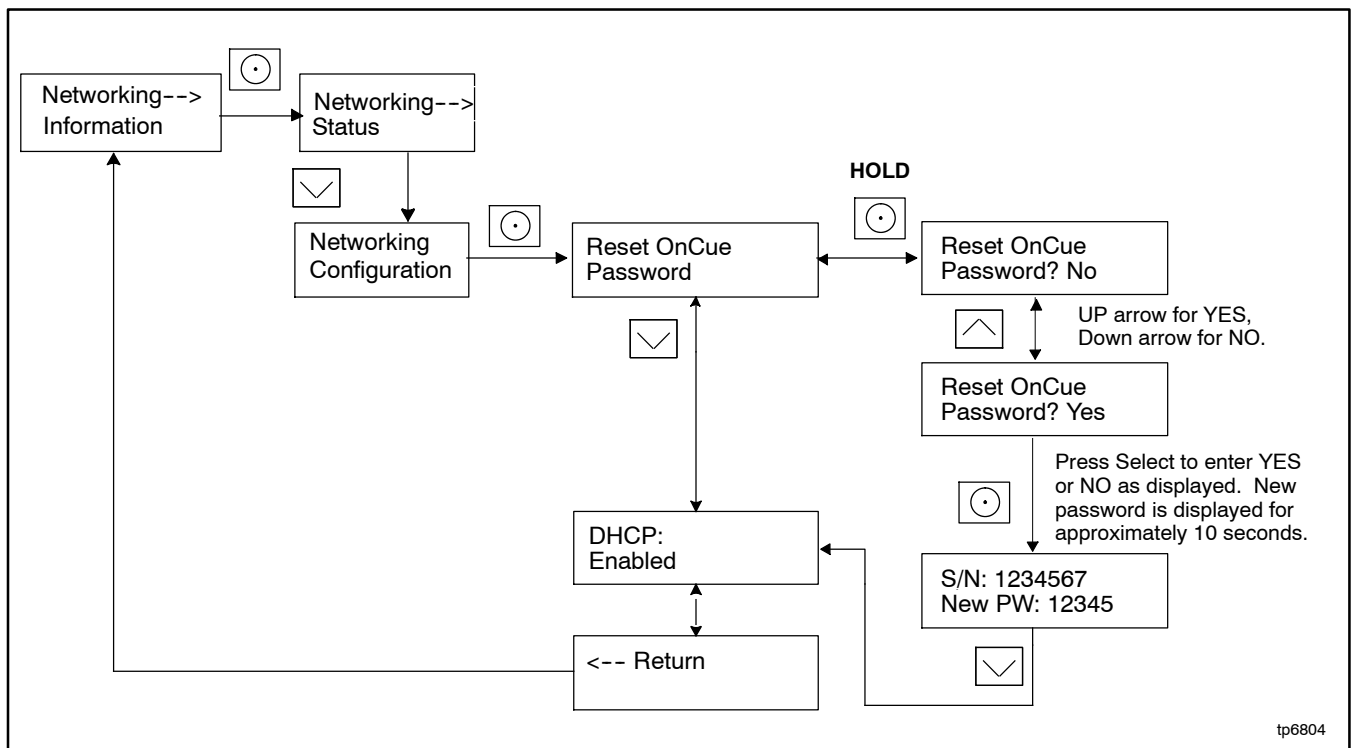 Networking-->
Information
Networking-->
Status
Networking
Configuration
Reset OnCue
Password
HOLD
Reset OnCue
Password? No
UP arrow for YES,
Down arrow for NO.
Reset OnCue
Password? Yes
Press Select to enter YES
or NO as displayed.  New
password is displayed for
approximately 10 seconds.
DHCP:
Enabled
S/N: 1234567
New PW: 12345
<-- Return
tp6804